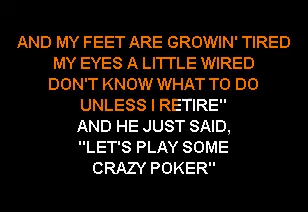 AND MY FEET ARE GROWIN' TIRED
MY EYES A LITTLE WIRED
DON'T KNOW WHAT TO DO
UNLESS I RETIRE"
AND HE JUST SAID,
"LET'S PLAY SOME
CRAZY POKER"